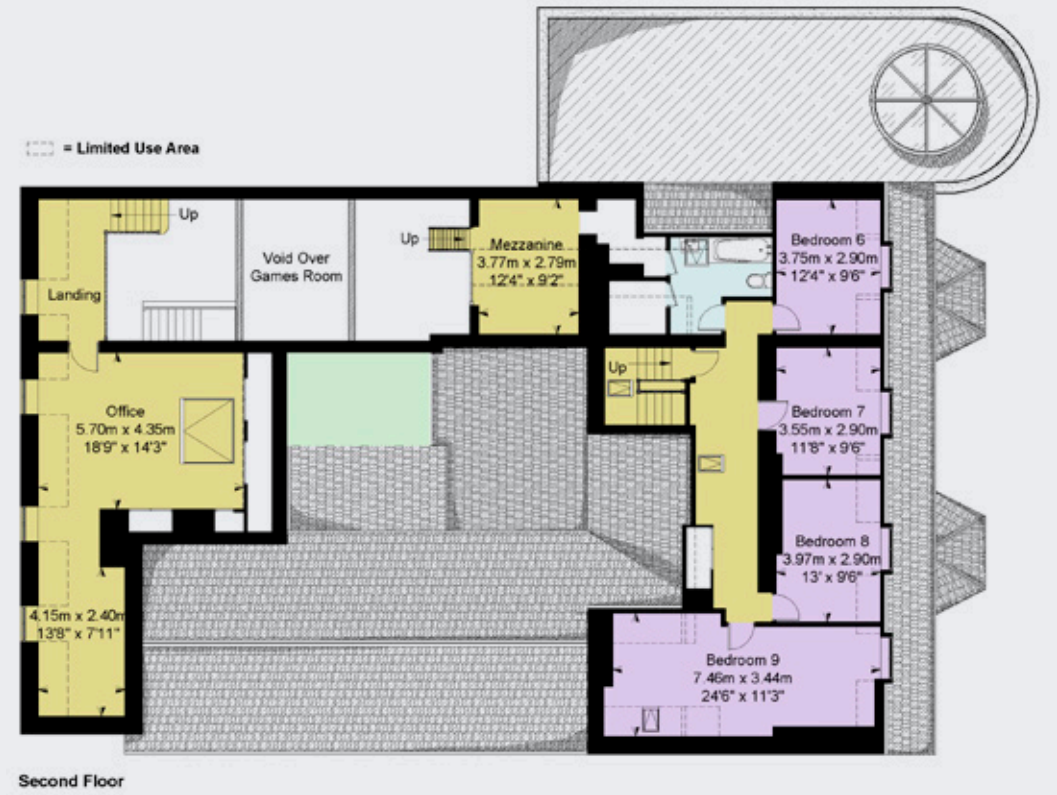 = Limited Use Area
Up
Landing
Void Over
Games Room
Up
Mezzanine
3.77m x 2.79m
12'4" x 9'2"
Bedroom 6
3.75m x 2.90m
12'4" x 9'6"
Office
5.70m x 4.35m
18'9" x 14'3"
Up
Bedroom 7
3.55m x 2.90m
11'8" x 9'6"
Bedroom 8
3.97m x 2.90m
13' x 9'6"
4.15m x 2.40m
13'8" x 7'11"
Bedroom 9
7.46m x 3.44m
24'6" x 11'3"
Second Floor